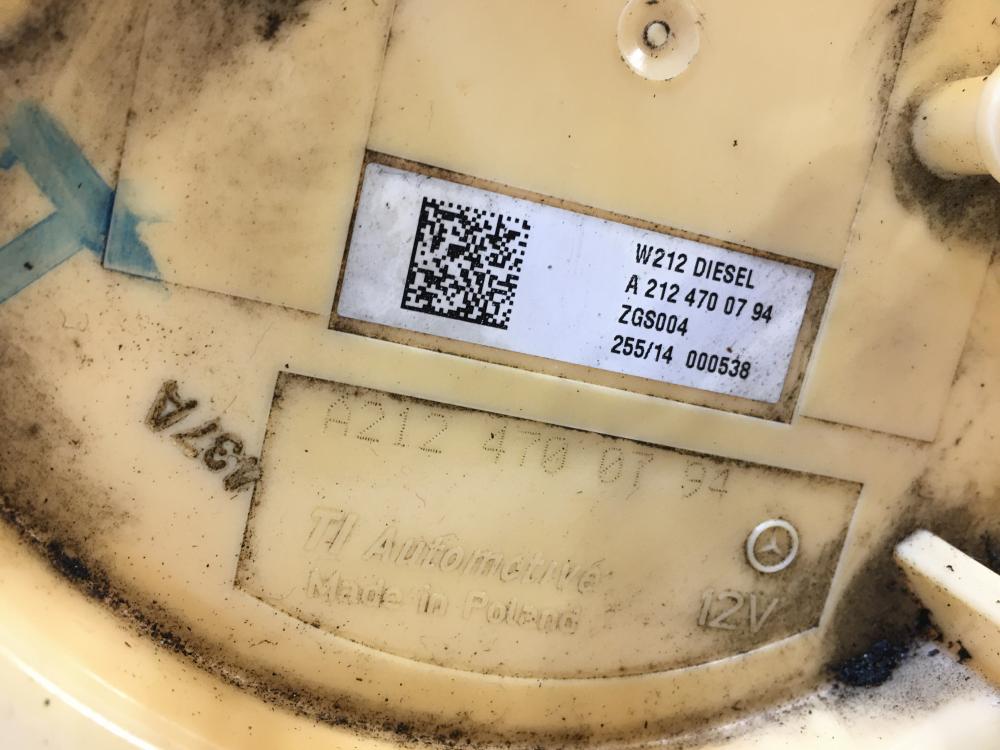 W212 DIESEL
A 212 470 07 94
ZGS004
255/14 000538
A212 470 07 94
TI Automotive
Made in Poland
12V